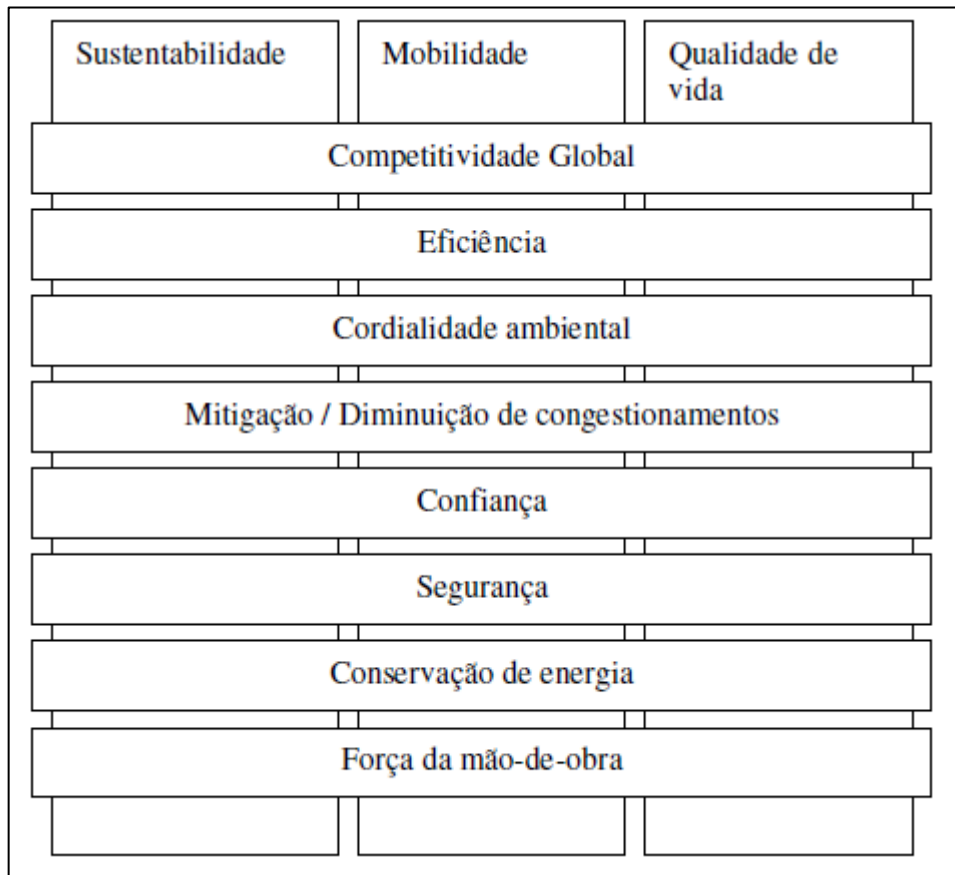 Sustentabilidade
Mobilidade
Qualidade de
vida
Competitividade Global
Eficiência
Cordialidade ambiental
Mitigação / Diminuição de congestionamentos
Confiança
Segurança
Conservação de energia
Força da mão-de-obra